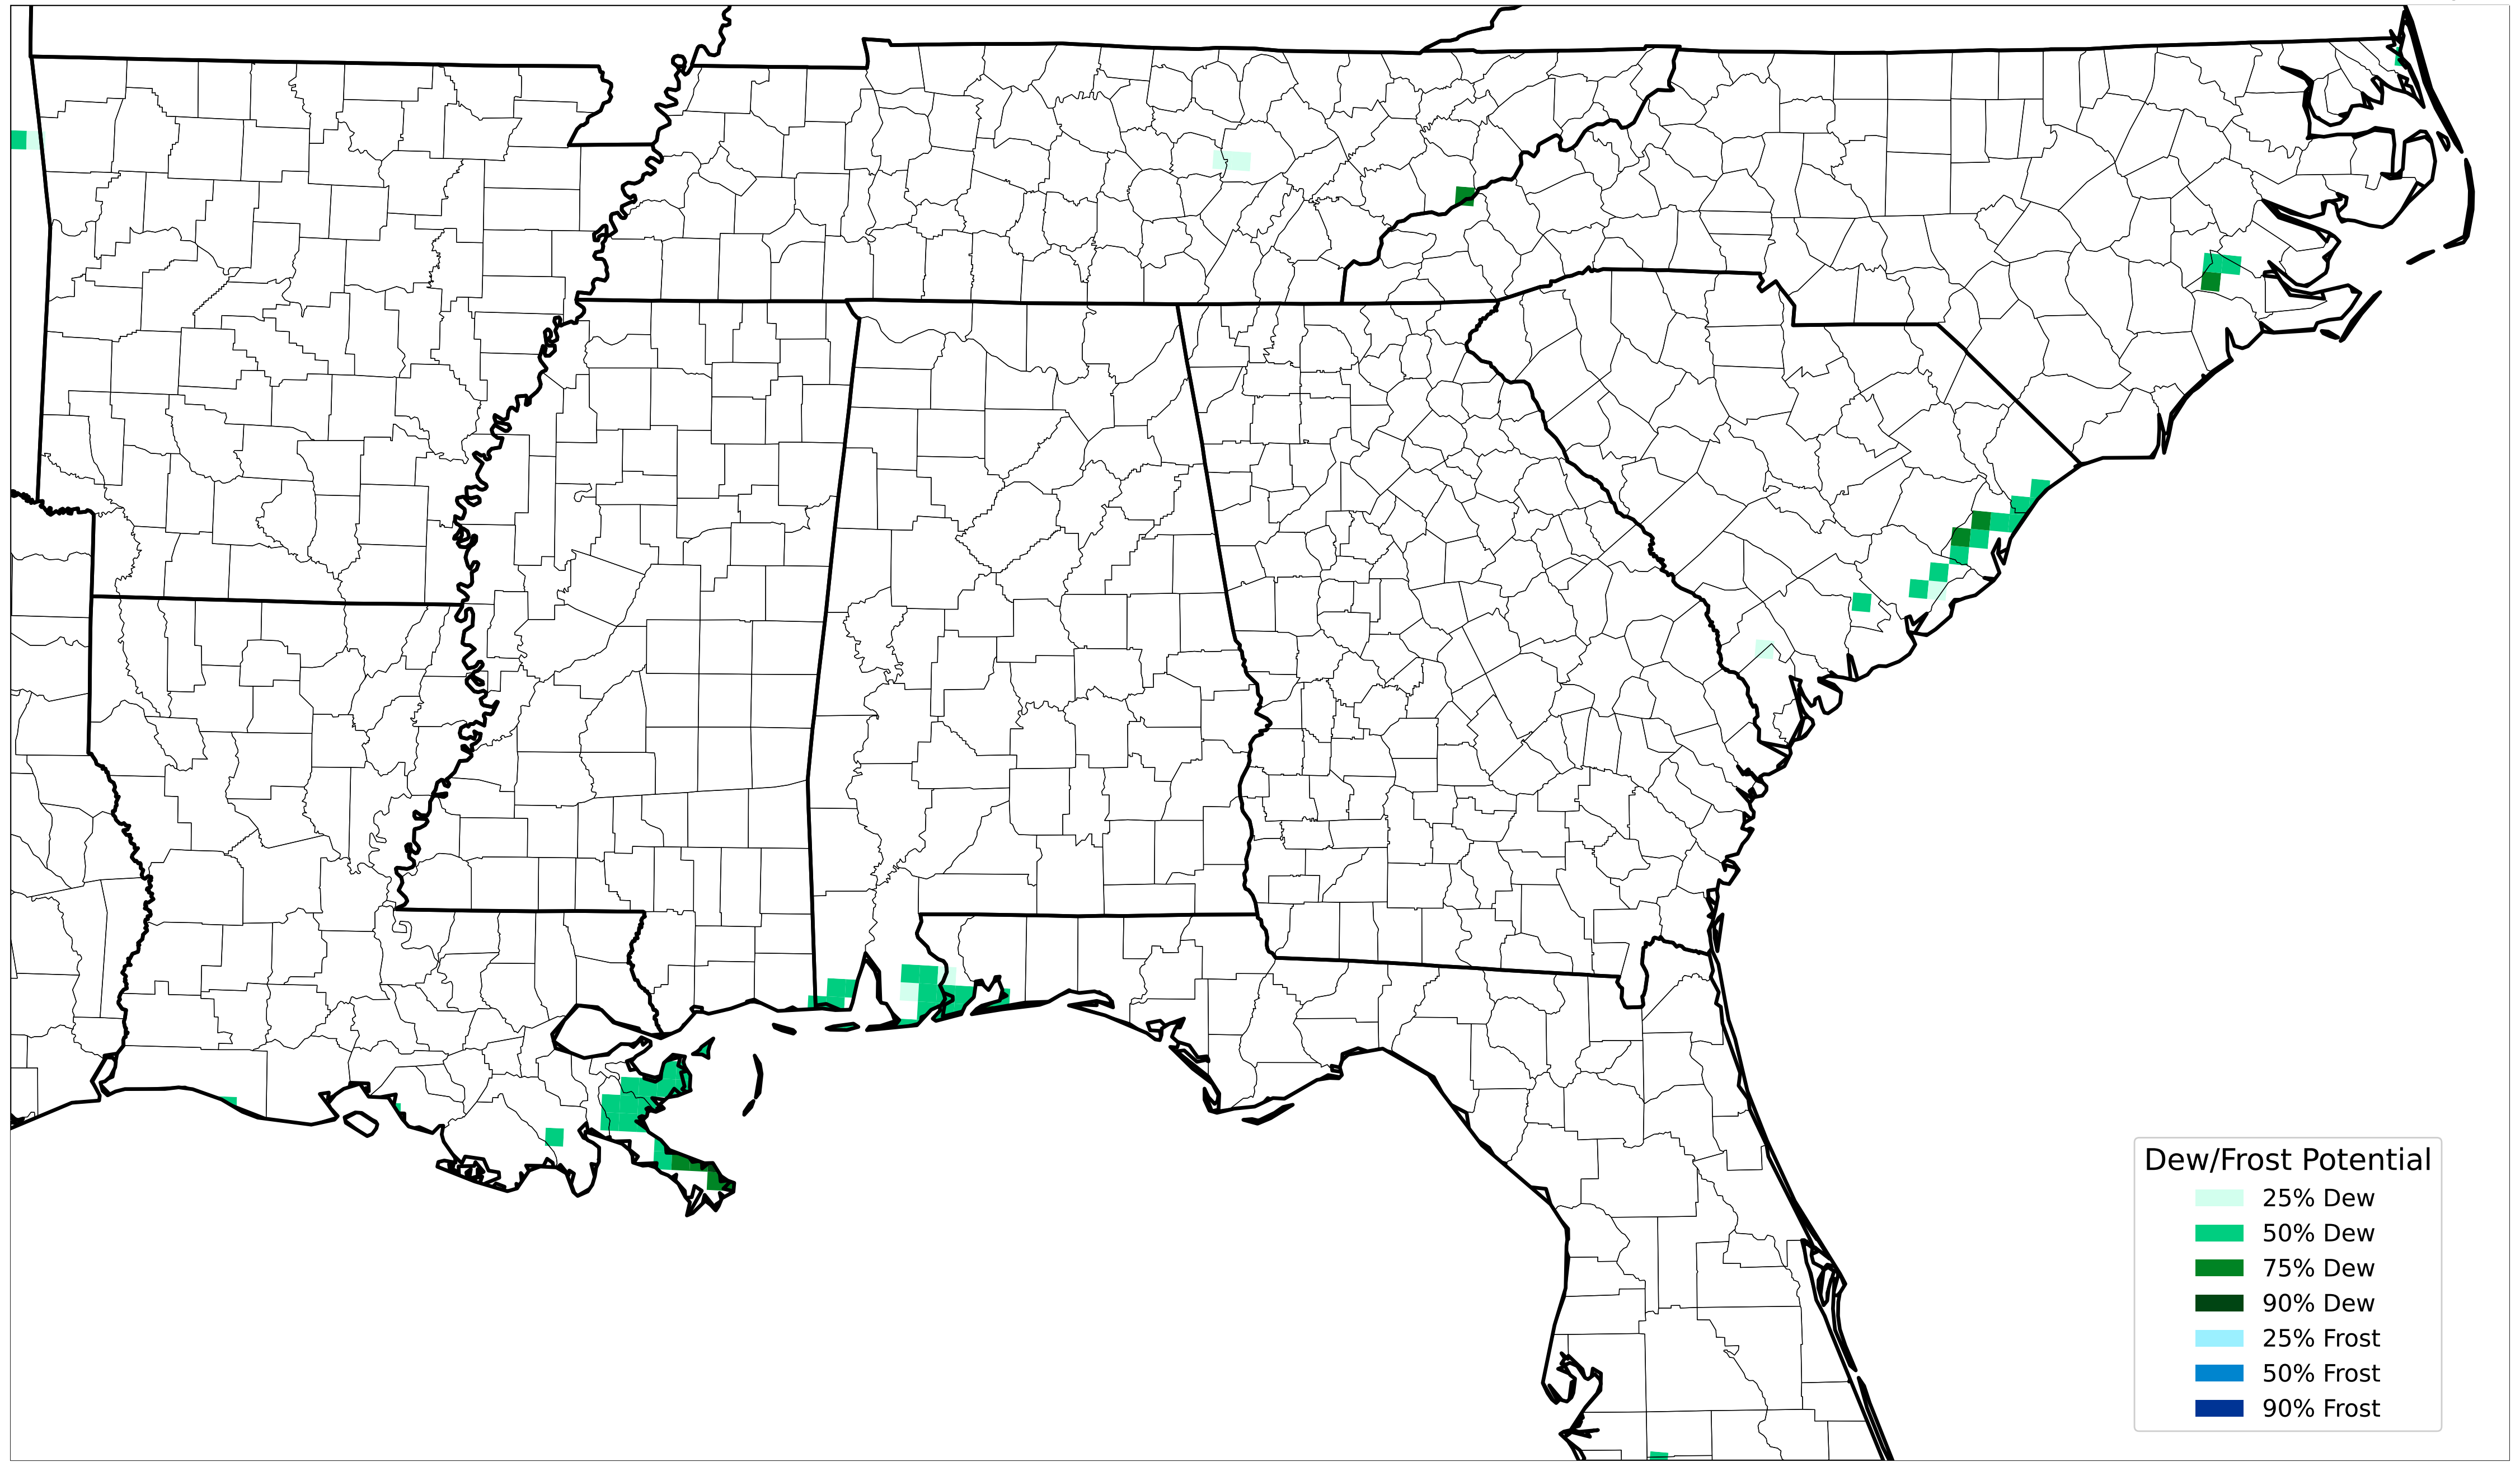 Dew/Frost Potential
25% Dew
50% Dew
75% Dew
90% Dew
25% Frost
50% Frost
90% Frost